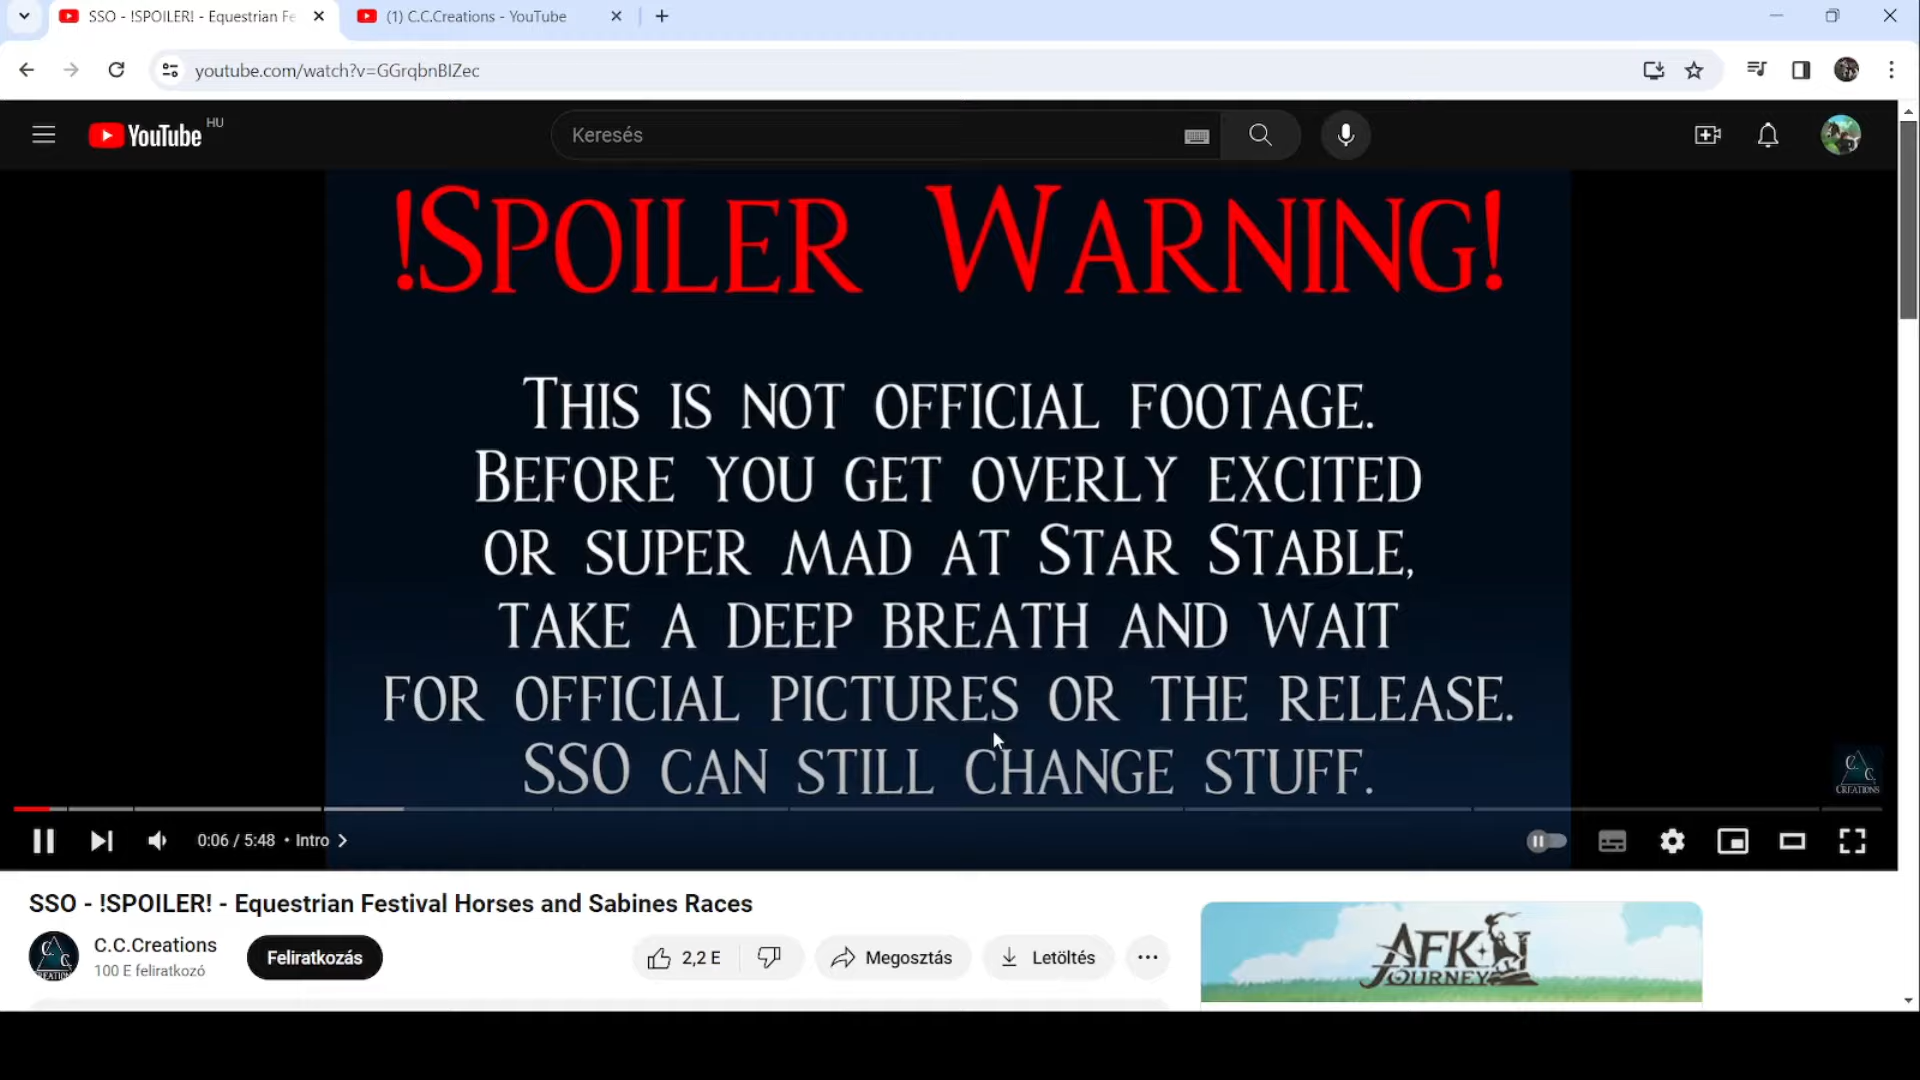 SSO - !SPOILER! - Equestrian Fe
(1) C.C.Creations - YouTube
youtube.com/watch?v=GGrqbnBIZec
YouTube HU
Keresés
!SPOILER WARNING!
THIS IS NOT OFFICIAL FOOTAGE.
BEFORE YOU GET OVERLY EXCITED
OR SUPER MAD AT STAR STABLE,
TAKE A DEEP BREATH AND WAIT
FOR OFFICIAL PICTURES OR THE RELEASE.
SSO CAN STILL CHANGE STUFF.
C.C. CREATIONS
0:06 / 5:48 • Intro
SSO - !SPOILER! - Equestrian Festival Horses and Sabines Races
C.C.Creations
100 E feliratkozó
Feliratkozás
2,2 E
Megosztás
Letöltés
AFK
JOURNEY